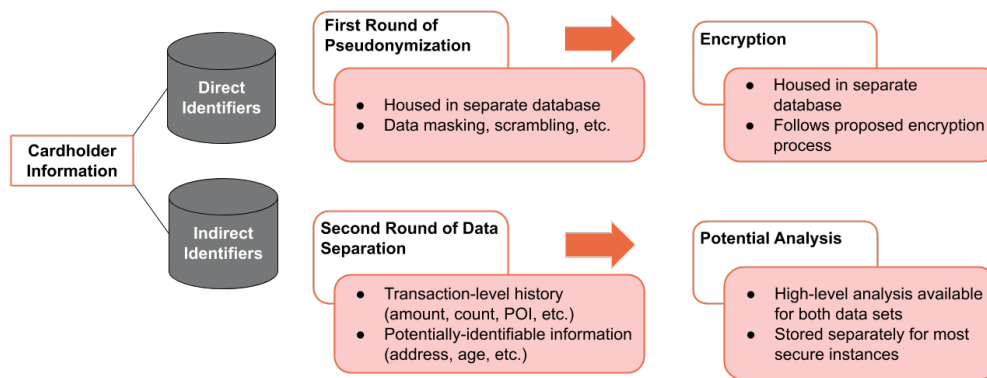 Cardholder
Information
Direct
Identifiers
First Round of
Pseudonymization
● Housed in separate database
● Data masking, scrambling, etc.
Encryption
● Housed in separate
database
● Follows proposed encryption
process
Indirect
Identifiers
Second Round of Data
Separation
● Transaction-level history
(amount, count, POI, etc.)
● Potentially-identifiable information
(address, age, etc.)
Potential Analysis
● High-level analysis available
for both data sets
● Stored separately for most
secure instances